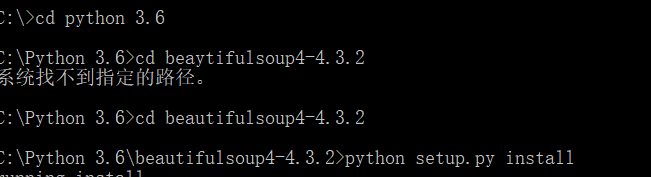 C:\>cd python 3.6
C:\Python 3.6>cd beaytifulsoup4-4.3.2
系统找不到指定的路径。
C:\Python 3.6>cd beautifulsoup4-4.3.2
C:\Python 3.6\beautifulsoup4-4.3.2>python setup.py install
running install